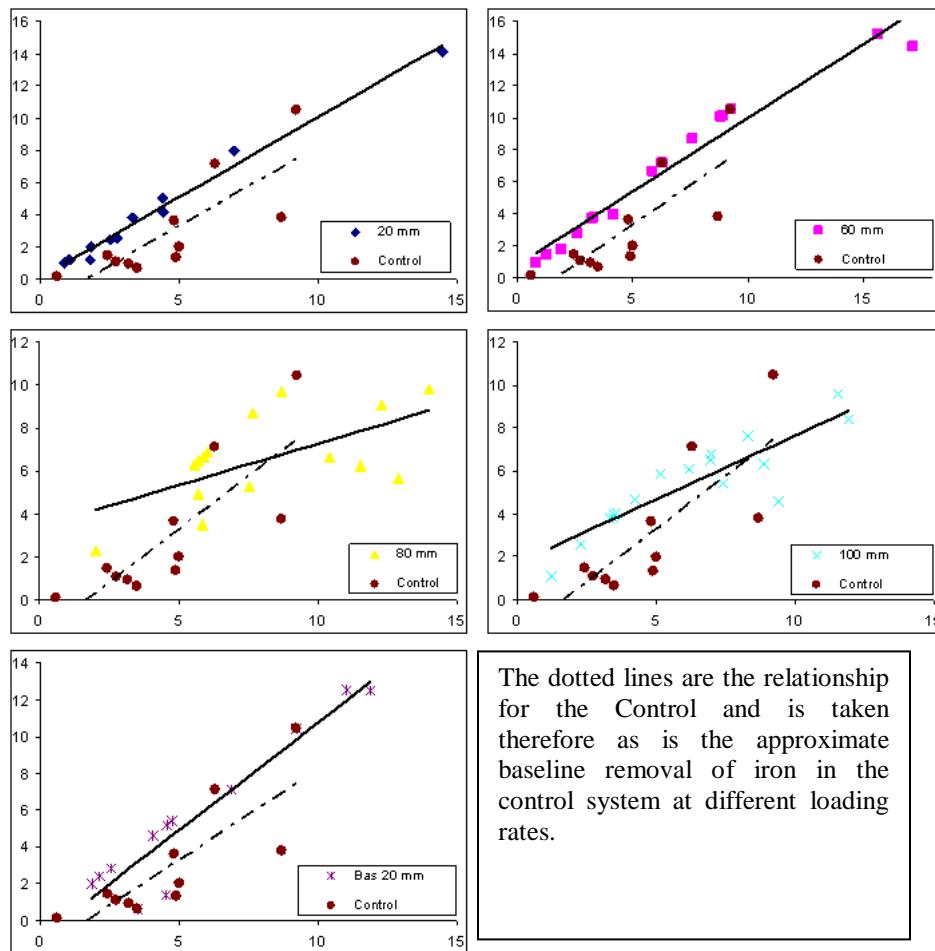 16
14
12
10
8
6
4
2
0
0 5 10 15
20 mm
Control
16
14
12
10
8
6
4
2
0
0 5 10 15
60 mm
Control
12
10
8
6
4
2
0
0 5 10 15
80 mm
Control
12
10
8
6
4
2
0
0 5 10 15
100 mm
Control
14
12
10
8
6
4
2
0
0 5 10 15
Bas 20 mm
Control
The dotted lines are the relationship
for the Control and is taken
therefore as is the approximate
baseline removal of iron in the
control system at different loading
rates.